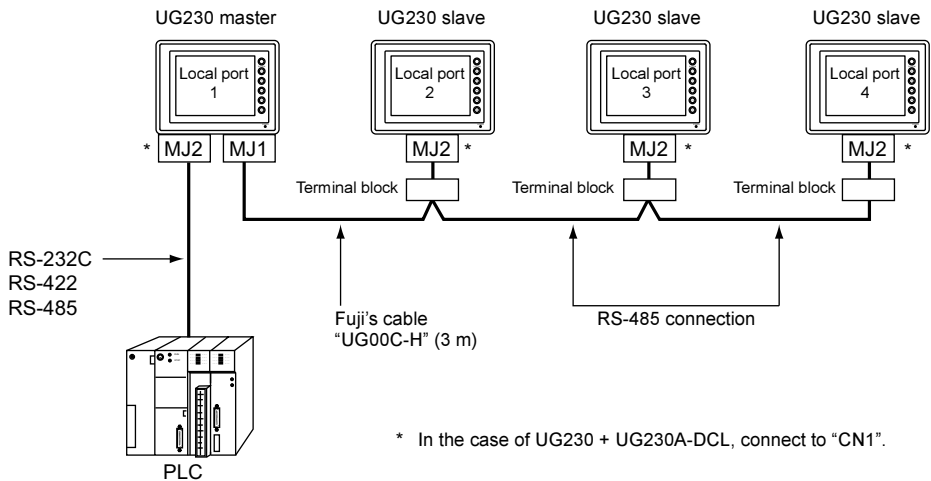 UG230 master
UG230 slave
UG230 slave
UG230 slave
Local port
1
Local port
2
Local port
3
Local port
4
* MJ2 MJ1
MJ2 *
MJ2 *
MJ2 *
Terminal block
Terminal block
Terminal block
RS-232C
RS-422
RS-485
Fuji's cable
“UG00C-H” (3 m)
RS-485 connection
PLC
* In the case of UG230 + UG230A-DCL, connect to “CN1”.